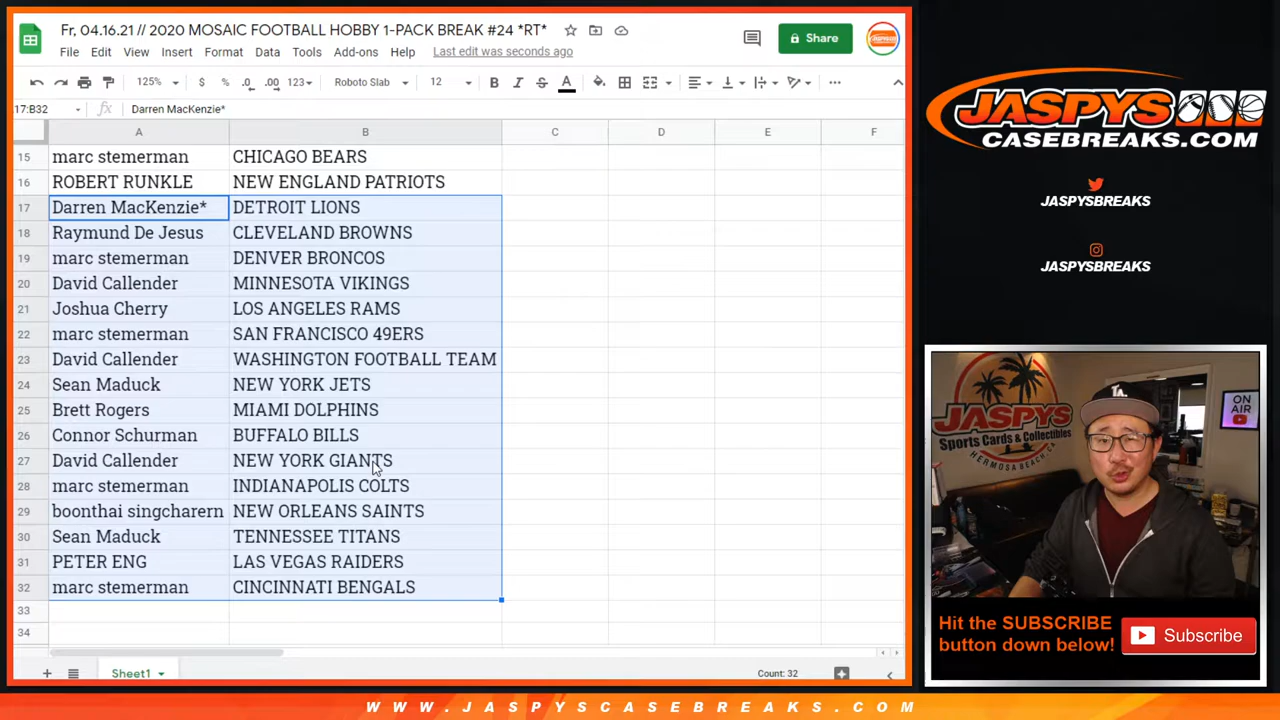 Fr, 04.16.21 // 2020 MOSAIC FOOTBALL HOBBY 1-PACK BREAK #24 *RT*
File Edit View Insert Format Data Tools Add-ons Help Last edit was seconds ago
Share
125% $ % .0 .00 123 Roboto Slab 12 B I S A
17:B32 fx Darren MacKenzie*
A B C D E F
15 marc stemerman CHICAGO BEARS
16 ROBERT RUNKLE NEW ENGLAND PATRIOTS
17 Darren MacKenzie* DETROIT LIONS
18 Raymund De Jesus CLEVELAND BROWNS
19 marc stemerman DENVER BRONCOS
20 David Callender MINNESOTA VIKINGS
21 Joshua Cherry LOS ANGELES RAMS
22 marc stemerman SAN FRANCISCO 49ERS
23 David Callender WASHINGTON FOOTBALL TEAM
24 Sean Maduck NEW YORK JETS
25 Brett Rogers MIAMI DOLPHINS
26 Connor Schurman BUFFALO BILLS
27 David Callender NEW YORK GIANTS
28 marc stemerman INDIANAPOLIS COLTS
29 boonthai singcharern NEW ORLEANS SAINTS
30 Sean Maduck TENNESSEE TITANS
31 PETER ENG LAS VEGAS RAIDERS
32 marc stemerman CINCINNATI BENGALS
33
34
Sheet1
Count: 32
JASPYS
CASEBREAKS.COM
JASPYSBREAKS
JASPYSBREAKS
JASPYS
Sports Cards & Collectibles
HERMOSA BEACH, CA
ON
AIR
LA
Hit the SUBSCRIBE
button down below!
Subscribe
WWW.JASPYSCASEBREAKS.COM